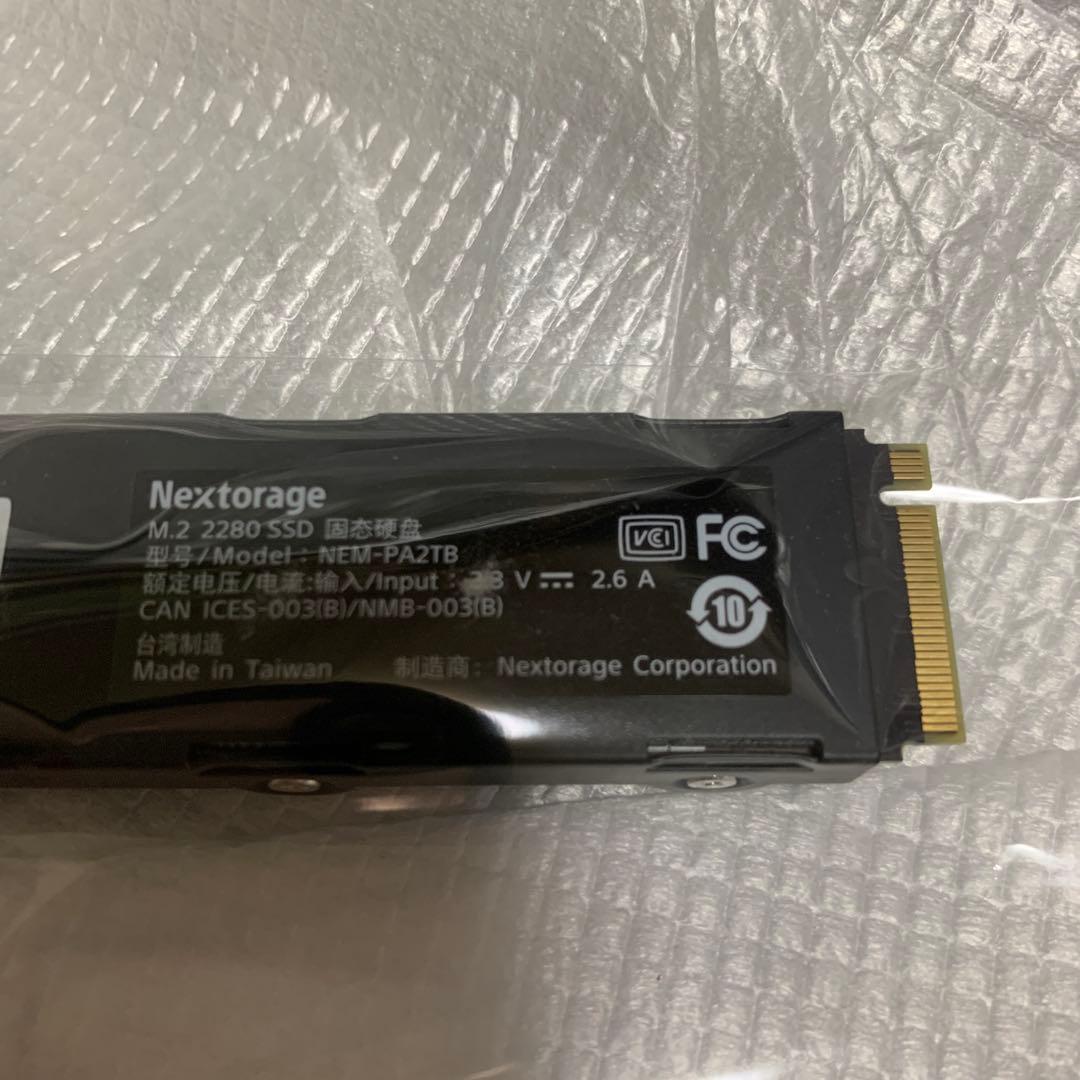 Nextorage
M.2 2280 SSD 固态硬盘
型号/Model : NEM-PA2TB
额定电压/电流:输入/Input : .3 V 2.6 A
CAN ICES-003(B)/NMB-003(B)
台湾制造
Made in Taiwan 制造商: Nextorage Corporation
VCI FC
10